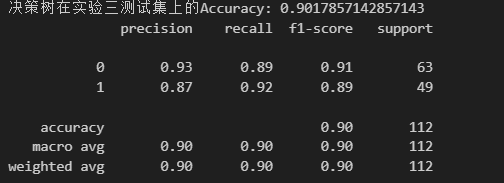 决策树在实验三测试集上的Accuracy: 0.9017857142857143
precision recall f1-score support
0 0.93 0.89 0.91 63
1 0.87 0.92 0.89 49
accuracy 0.90 112
macro avg 0.90 0.90 0.90 112
weighted avg 0.90 0.90 0.90 112